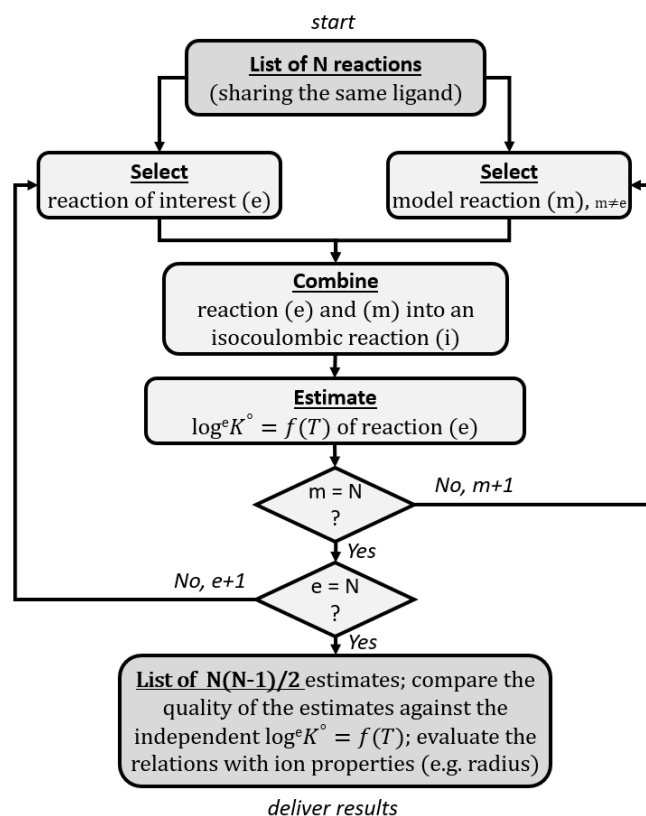 start
List of N reactions
(sharing the same ligand)
Select
reaction of interest (e)
Select
model reaction (m), m≠e
Combine
reaction (e) and (m) into an
isocoulombic reaction (i)
Estimate
logᵉK° = f(T) of reaction (e)
m = N
?
No, m+1
Yes
e = N
?
No, e+1
Yes
List of N(N-1)/2 estimates; compare the
quality of the estimates against the
independent logᵉK° = f(T); evaluate the
relations with ion properties (e.g. radius)
deliver results